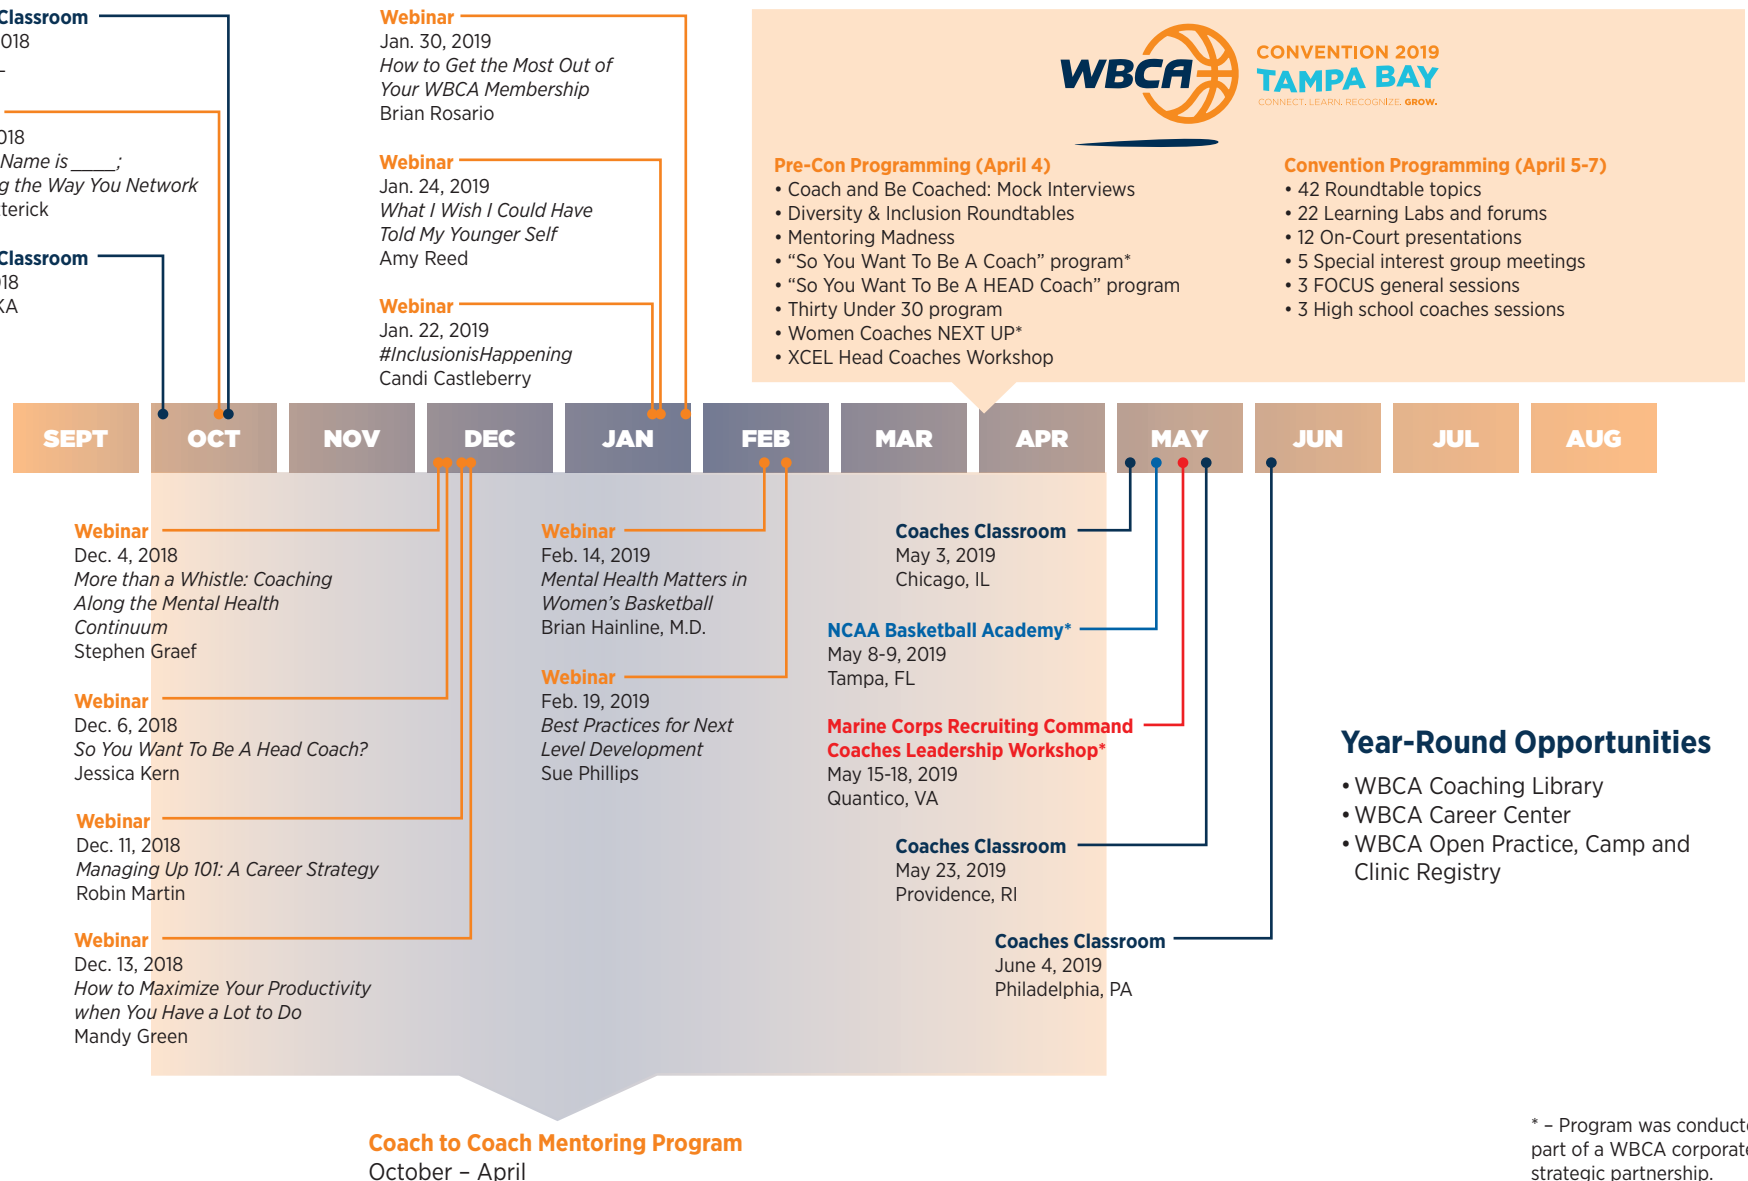 Classroom
018
Name is ____;
g the Way You Network
terick
Classroom
018
KA
Webinar
Jan. 30, 2019
How to Get the Most Out of
Your WBCA Membership
Brian Rosario
Webinar
Jan. 24, 2019
What I Wish I Could Have
Told My Younger Self
Amy Reed
Webinar
Jan. 22, 2019
#InclusionisHappening
Candi Castleberry
WBCA
CONVENTION 2019
TAMPA BAY
CONNECT. LEARN. RECOGNIZE. GROW.
Pre-Con Programming (April 4)
• Coach and Be Coached: Mock Interviews
• Diversity & Inclusion Roundtables
• Mentoring Madness
• “So You Want To Be A Coach” program*
• “So You Want To Be A HEAD Coach” program
• Thirty Under 30 program
• Women Coaches NEXT UP*
• XCEL Head Coaches Workshop
Convention Programming (April 5-7)
• 42 Roundtable topics
• 22 Learning Labs and forums
• 12 On-Court presentations
• 5 Special interest group meetings
• 3 FOCUS general sessions
• 3 High school coaches sessions
SEPT OCT NOV DEC JAN FEB MAR APR MAY JUN JUL AUG
Webinar
Dec. 4, 2018
More than a Whistle: Coaching
Along the Mental Health
Continuum
Stephen Graef
Webinar
Dec. 6, 2018
So You Want To Be A Head Coach?
Jessica Kern
Webinar
Dec. 11, 2018
Managing Up 101: A Career Strategy
Robin Martin
Webinar
Dec. 13, 2018
How to Maximize Your Productivity
when You Have a Lot to Do
Mandy Green
Webinar
Feb. 14, 2019
Mental Health Matters in
Women’s Basketball
Brian Hainline, M.D.
Webinar
Feb. 19, 2019
Best Practices for Next
Level Development
Sue Phillips
Coaches Classroom
May 3, 2019
Chicago, IL
NCAA Basketball Academy*
May 8-9, 2019
Tampa, FL
Marine Corps Recruiting Command
Coaches Leadership Workshop*
May 15-18, 2019
Quantico, VA
Coaches Classroom
May 23, 2019
Providence, RI
Coaches Classroom
June 4, 2019
Philadelphia, PA
Year-Round Opportunities
• WBCA Coaching Library
• WBCA Career Center
• WBCA Open Practice, Camp and
Clinic Registry
Coach to Coach Mentoring Program
October – April
* – Program was conducte
part of a WBCA corporate
strategic partnership.